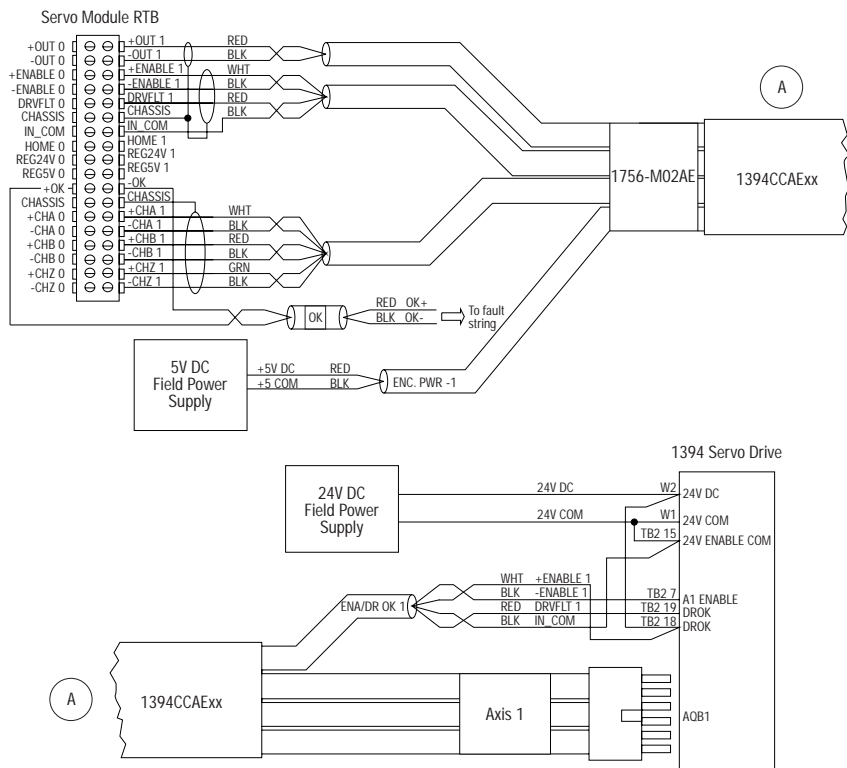 Servo Module RTB
+OUT 0
-OUT 0
+ENABLE 0
-ENABLE 0
DRVFLT 0
CHASSIS
IN_COM
HOME 0
REG24V 0
REG5V 0
+OK
CHASSIS
+CHA 0
-CHA 0
+CHB 0
-CHB 0
+CHZ 0
-CHZ 0
+OUT 1
-OUT 1
+ENABLE 1
-ENABLE 1
DRVFLT 1
CHASSIS
IN_COM
HOME 1
REG24V 1
REG5V 1
-OK
CHASSIS
+CHA 1
-CHA 1
+CHB 1
-CHB 1
+CHZ 1
-CHZ 1
RED
BLK
WHT
BLK
RED
BLK
WHT
BLK
RED
BLK
GRN
BLK
1756-M02AE
A
1394CCAExx
OK
RED OK+
BLK OK-
To fault
string
5V DC
Field Power
Supply
+5V DC RED
+5 COM BLK
ENC. PWR -1
1394 Servo Drive
24V DC
Field Power
Supply
24V DC
24V COM
W2
W1
TB2 15
24V DC
24V COM
24V ENABLE COM
ENA/DR OK 1
WHT +ENABLE 1
BLK -ENABLE 1
RED DRVFLT 1
BLK IN_COM
TB2 7
TB2 19
TB2 18
A1 ENABLE
DROK
DROK
A
1394CCAExx
Axis 1
AQB1